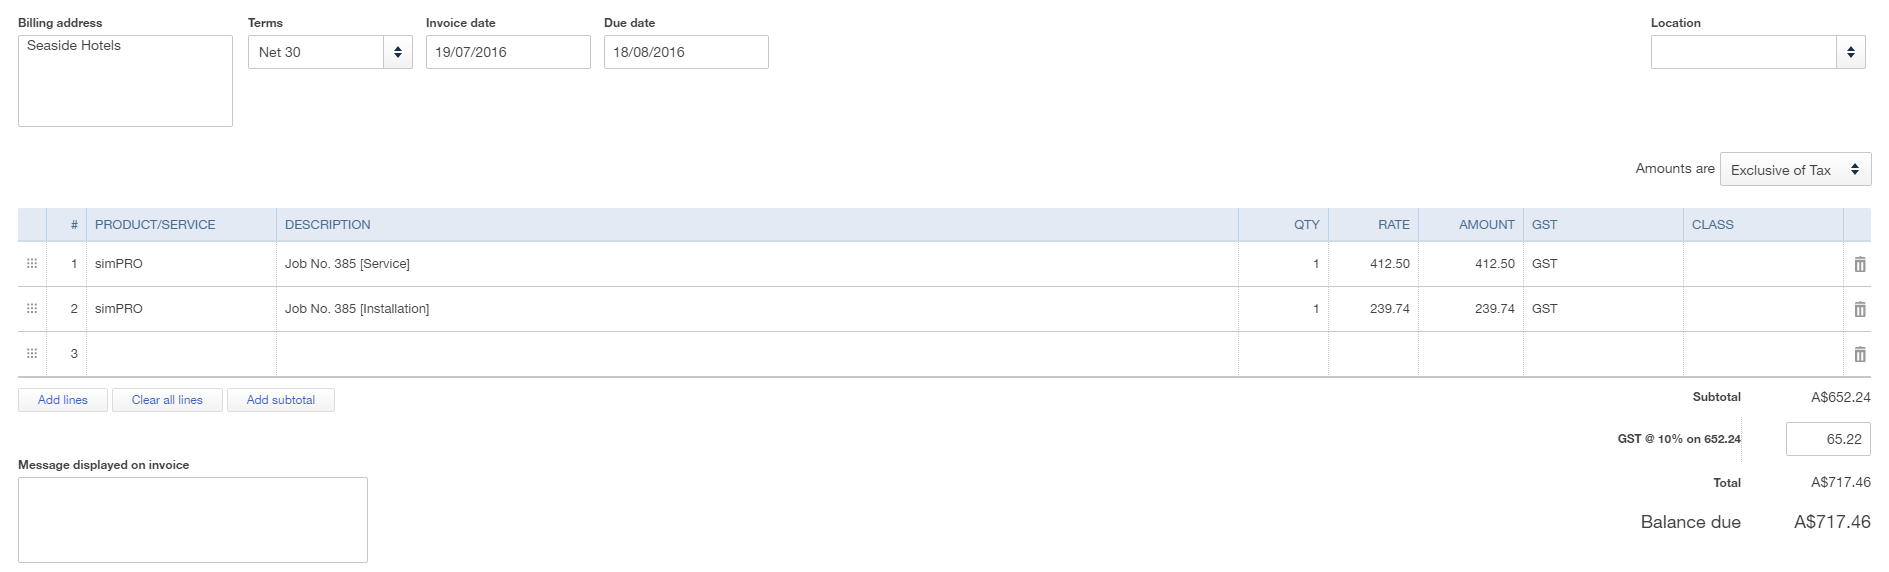 Billing address Terms Invoice date Due date Location
Seaside Hotels Net 30 19/07/2016 18/08/2016
Amounts are Exclusive of Tax
# PRODUCT/SERVICE DESCRIPTION QTY RATE AMOUNT GST CLASS
1 simPRO Job No. 385 [Service] 1 412.50 412.50 GST
2 simPRO Job No. 385 [Installation] 1 239.74 239.74 GST
3
Add lines Clear all lines Add subtotal Subtotal A$652.24
GST @ 10% on 652.24 65.22
Message displayed on invoice
Total A$717.46
Balance due A$717.46